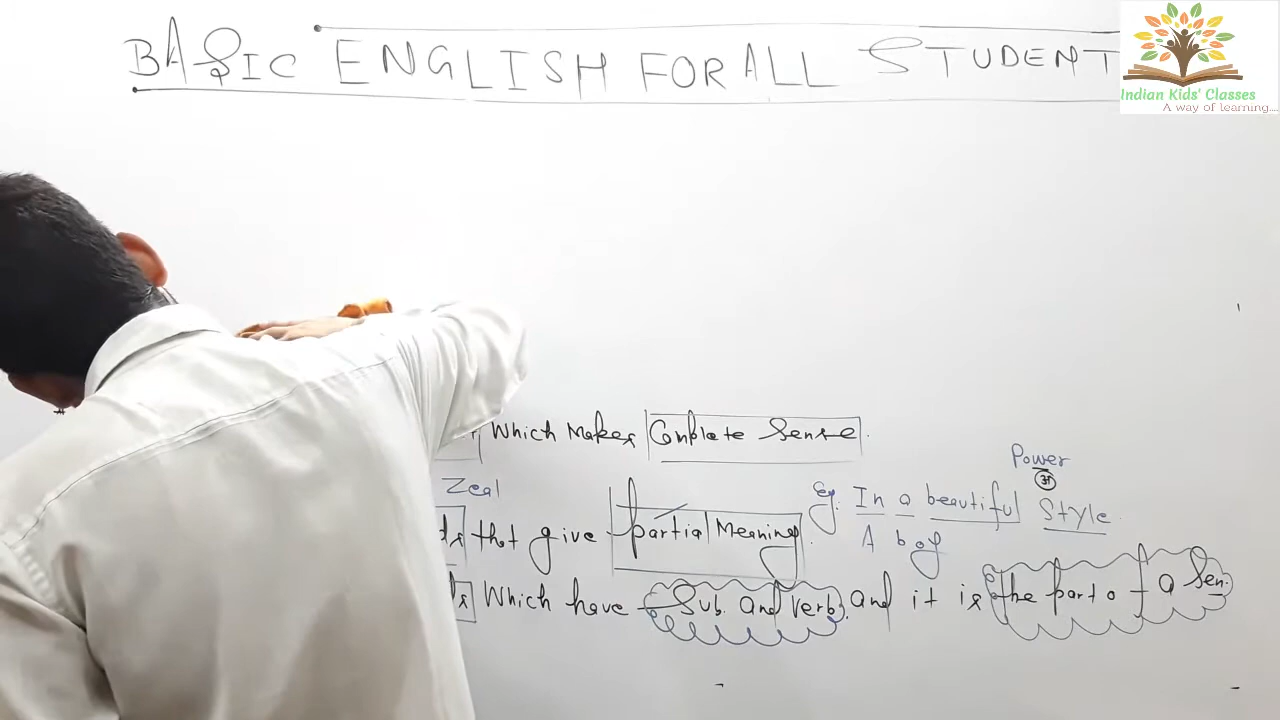 BASIC ENGLISH FOR ALL STUDENT
Indian Kids' Classes
A way of learning....
Which Makes Complate Sense.
Power
अ
Zeal
Eg. In a beautiful Style.
that give partial Meaning.
A boy
Which have Sub. and Verb. and it is the part of a Sen.